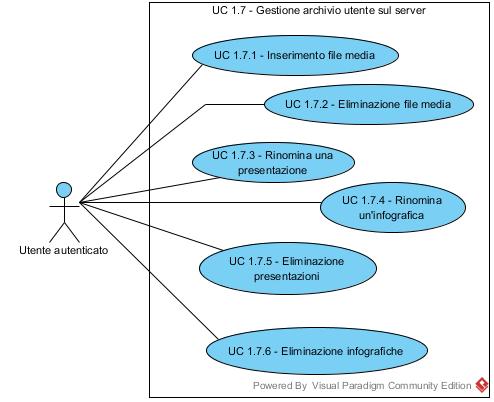 UC 1.7 - Gestione archivio utente sul server
UC 1.7.1 - Inserimento file media
UC 1.7.2 - Eliminazione file media
UC 1.7.3 - Rinomina una
presentazione
UC 1.7.4 - Rinomina
un'infografica
Utente autenticato
UC 1.7.5 - Eliminazione
presentazioni
UC 1.7.6 - Eliminazione infografiche
Powered By Visual Paradigm Community Edition